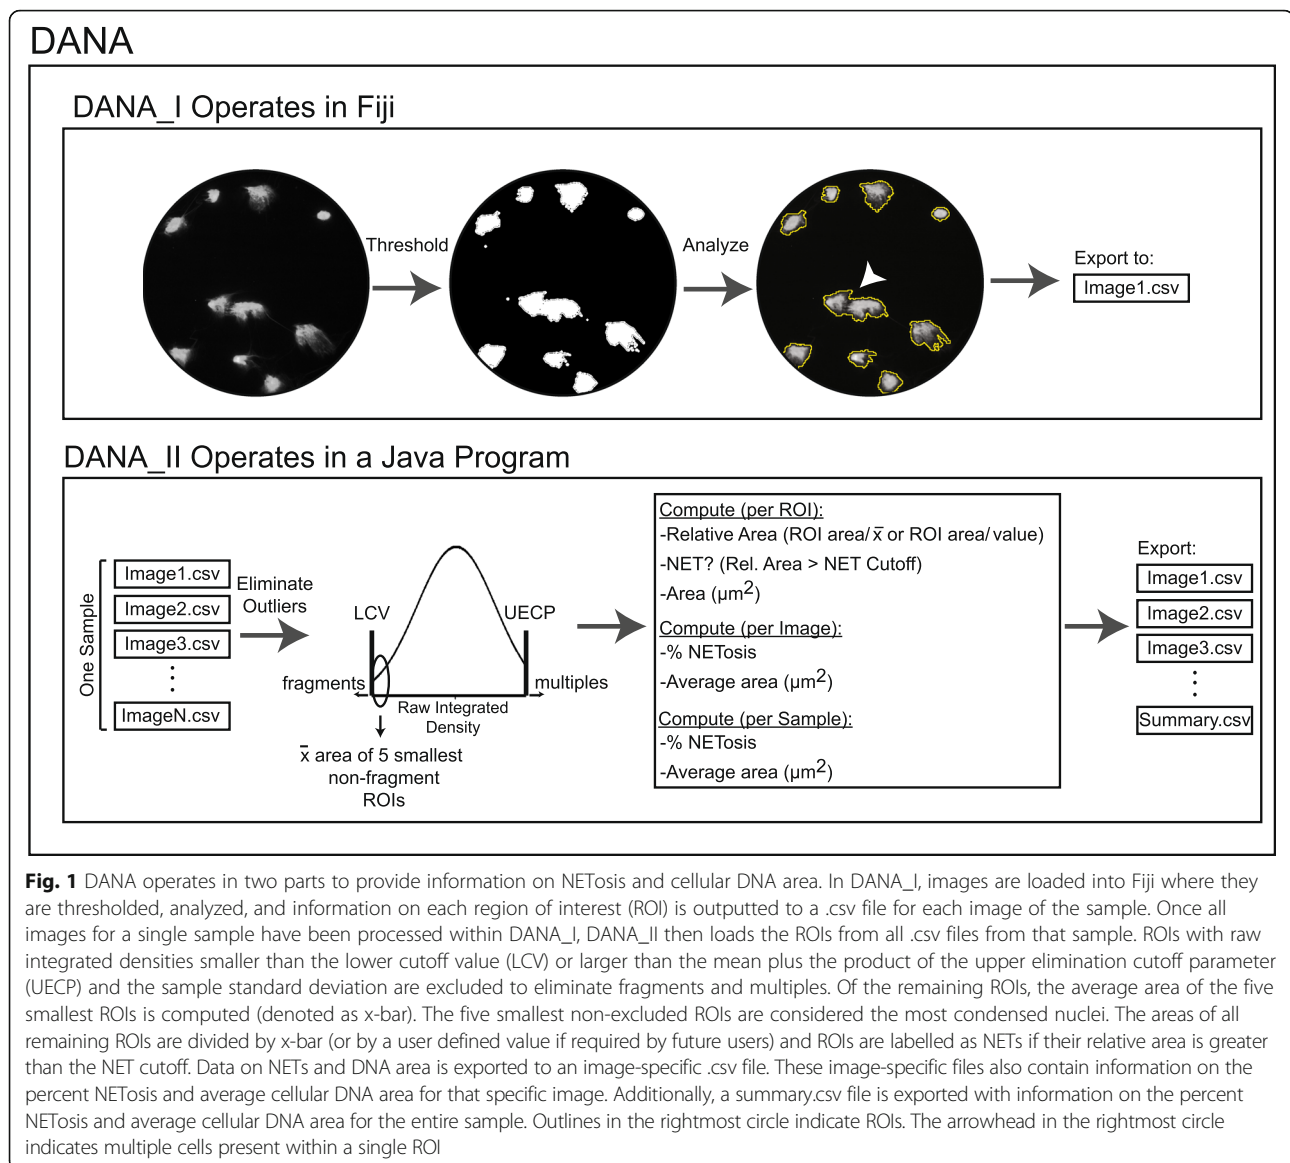 DANA
DANA_I Operates in Fiji
Threshold
Analyze
Export to:
Image1.csv
DANA_II Operates in a Java Program
One Sample
Image1.csv
Image2.csv
Image3.csv
ImageN.csv
Eliminate
Outliers
LCV
UECP
fragments
multiples
Raw Integrated
Density
x̅ area of 5 smallest
non-fragment
ROIs
Compute (per ROI):
-Relative Area (ROI area/x̅ or ROI area/value)
-NET? (Rel. Area > NET Cutoff)
-Area (µm²)
Compute (per Image):
-% NETosis
-Average area (µm²)
Compute (per Sample):
-% NETosis
-Average area (µm²)
Export:
Image1.csv
Image2.csv
Image3.csv
Summary.csv
Fig. 1 DANA operates in two parts to provide information on NETosis and cellular DNA area. In DANA_I, images are loaded into Fiji where they
are thresholded, analyzed, and information on each region of interest (ROI) is outputted to a .csv file for each image of the sample. Once all
images for a single sample have been processed within DANA_I, DANA_II then loads the ROIs from all .csv files from that sample. ROIs with raw
integrated densities smaller than the lower cutoff value (LCV) or larger than the mean plus the product of the upper elimination cutoff parameter
(UECP) and the sample standard deviation are excluded to eliminate fragments and multiples. Of the remaining ROIs, the average area of the five
smallest ROIs is computed (denoted as x-bar). The five smallest non-excluded ROIs are considered the most condensed nuclei. The areas of all
remaining ROIs are divided by x-bar (or by a user defined value if required by future users) and ROIs are labelled as NETs if their relative area is greater
than the NET cutoff. Data on NETs and DNA area is exported to an image-specific .csv file. These image-specific files also contain information on the
percent NETosis and average cellular DNA area for that specific image. Additionally, a summary.csv file is exported with information on the percent
NETosis and average cellular DNA area for the entire sample. Outlines in the rightmost circle indicate ROIs. The arrowhead in the rightmost circle
indicates multiple cells present within a single ROI